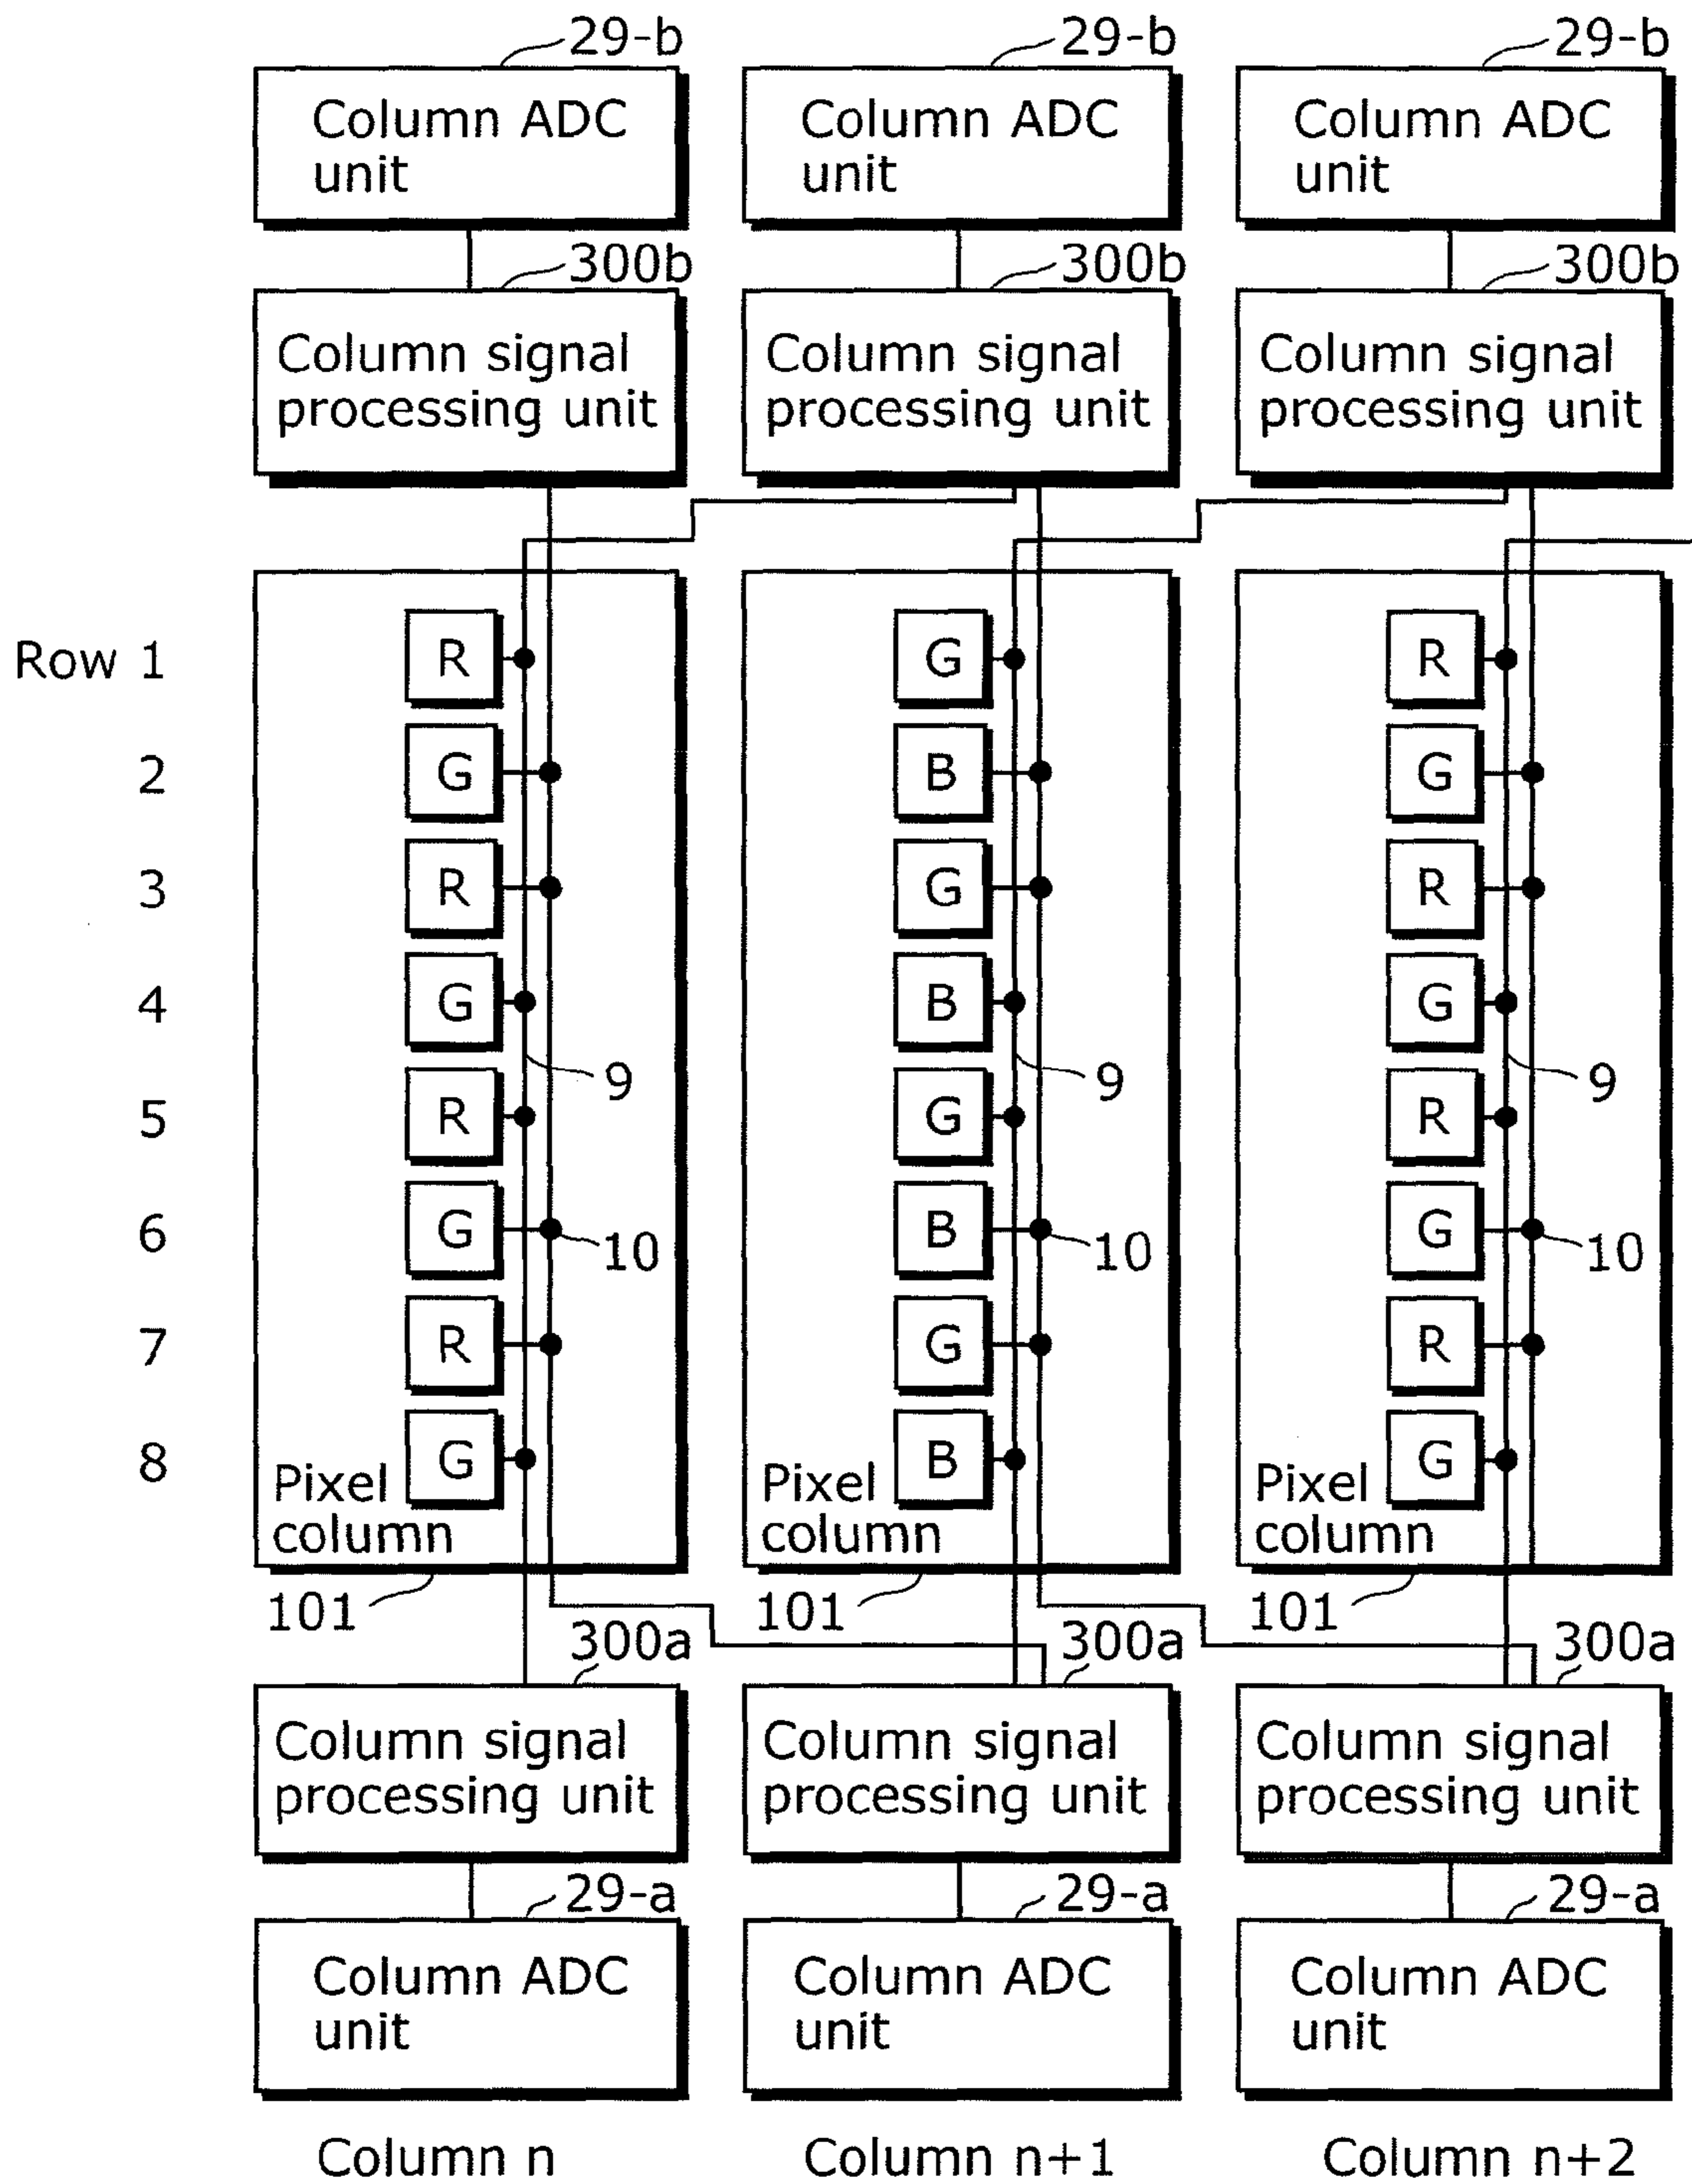 29-b 29-b 29-b
Column ADC unit
Column ADC unit
Column ADC unit
300b 300b 300b
Column signal processing unit
Column signal processing unit
Column signal processing unit
Row 1 R G R
2 G B G
3 R G R
4 G B G
9 9 9
5 R G R
6 G B G
10 10 10
7 R G R
8 G B G
Pixel column
Pixel column
Pixel column
101 101 101
300a 300a 300a
Column signal processing unit
Column signal processing unit
Column signal processing unit
29-a 29-a 29-a
Column ADC unit
Column ADC unit
Column ADC unit
Column n Column n+1 Column n+2